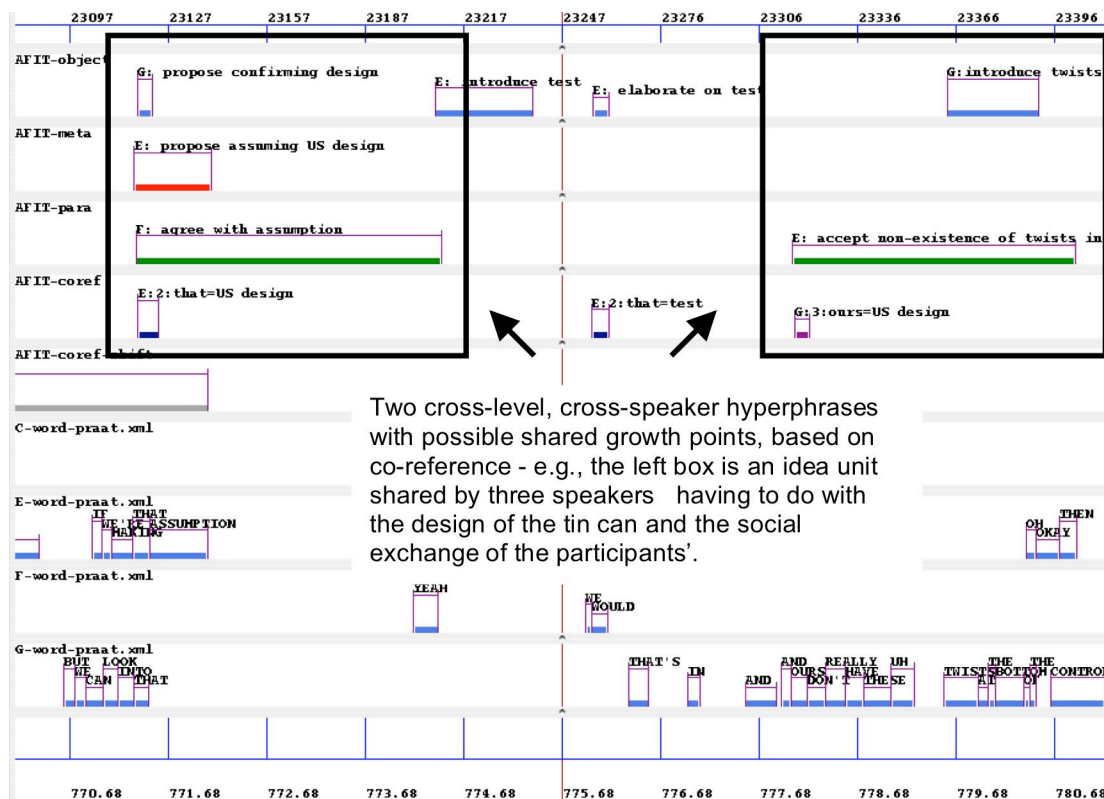 23097 23127 23157 23187 23217 23247 23276 23306 23336 23366 23396
AFIT-object
G: propose confirming design
E: introduce test
E: elaborate on test
G:introduce twists
AFIT-meta
E: propose assuming US design
AFIT-para
F: agree with assumption
E: accept non-existence of twists in
AFIT-coref
E:2:that=US design
E:2:that=test
G:3:ours=US design
AFIT-coref-shift
Two cross-level, cross-speaker hyperphrases
with possible shared growth points, based on
co-reference - e.g., the left box is an idea unit
shared by three speakers having to do with
the design of the tin can and the social
exchange of the participants’.
C-word-praat.xml
E-word-praat.xml
IF THAT THEN
WE'RE ASSUMPTION OH
MAKING OKAY
F-word-praat.xml
YEAH WE
WOULD
G-word-praat.xml
BUT LOOK THAT'S AND REALLY UH THE THE
WE INTO IN OURS HAVE TWISTS BOTTOM CONTROL
CAN THAT AND DON'T THESE AT ON
770.68 771.68 772.68 773.68 774.68 775.68 776.68 777.68 778.68 779.68 780.68